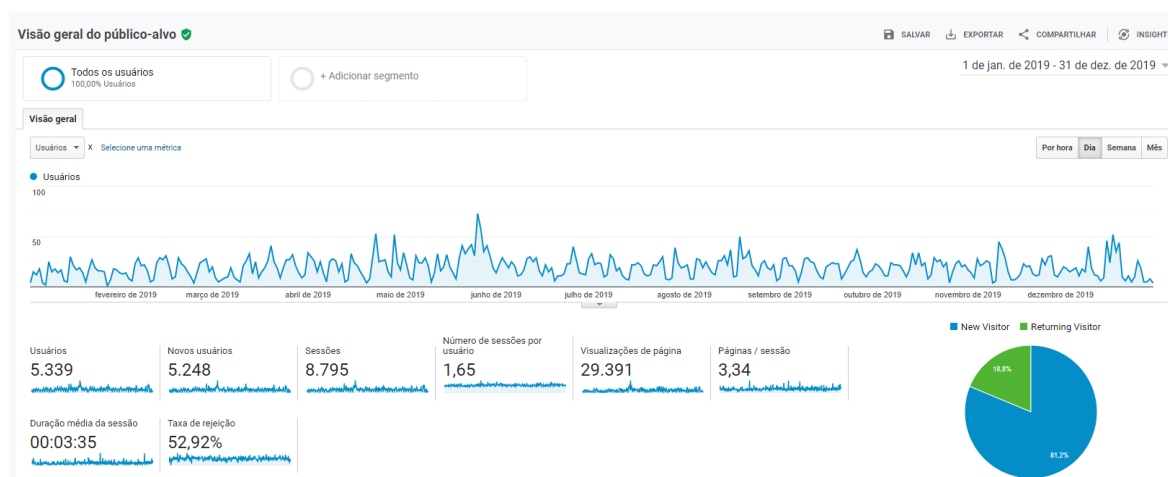 Visão geral do público-alvo
SALVAR EXPORTAR COMPARTILHAR INSIGHT
Todos os usuários
100,00% Usuários
+ Adicionar segmento
1 de jan. de 2019 - 31 de dez. de 2019
Visão geral
Usuários X Selecione uma métrica
Por hora Dia Semana Mês
Usuários
100
50
fevereiro de 2019 março de 2019 abril de 2019 maio de 2019 junho de 2019 julho de 2019 agosto de 2019 setembro de 2019 outubro de 2019 novembro de 2019 dezembro de 2019
New Visitor Returning Visitor
Usuários
5.339
Novos usuários
5.248
Sessões
8.795
Número de sessões por
usuário
1,65
Visualizações de página
29.391
Páginas / sessão
3,34
Duração média da sessão
00:03:35
Taxa de rejeição
52,92%
18,8%
81,2%